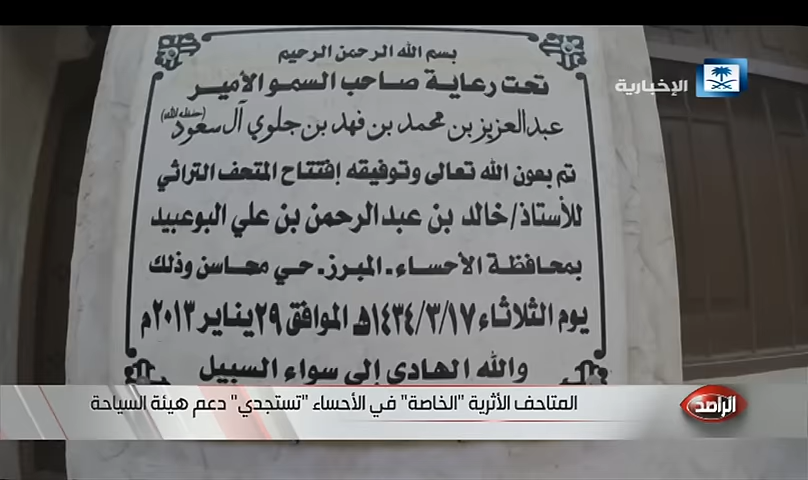 بسم الله الرحمن الرحيم
الإخبارية
تحت رعاية صاحب السمو الأمير
عبدالعزيز بن محمد بن فهد بن جلوي آل سعود (حفظه الله)
تم بعون الله تعالى وتوفيقه إفتتاح المتحف التراثي
للأستاذ/خالد بن عبدالرحمن بن علي البوعبيد
بمحافظة الأحساء - المبرز - حي محاسن وذلك
يوم الثلاثاء ١٤٣٤/٣/١٧هـ الموافق ٢٩ يناير ٢٠١٣م
والله الهادي إلى سواء السبيل
المتاحف الأثرية "الخاصة" في الأحساء "تستجدي" دعم هيئة السياحة
الراصد